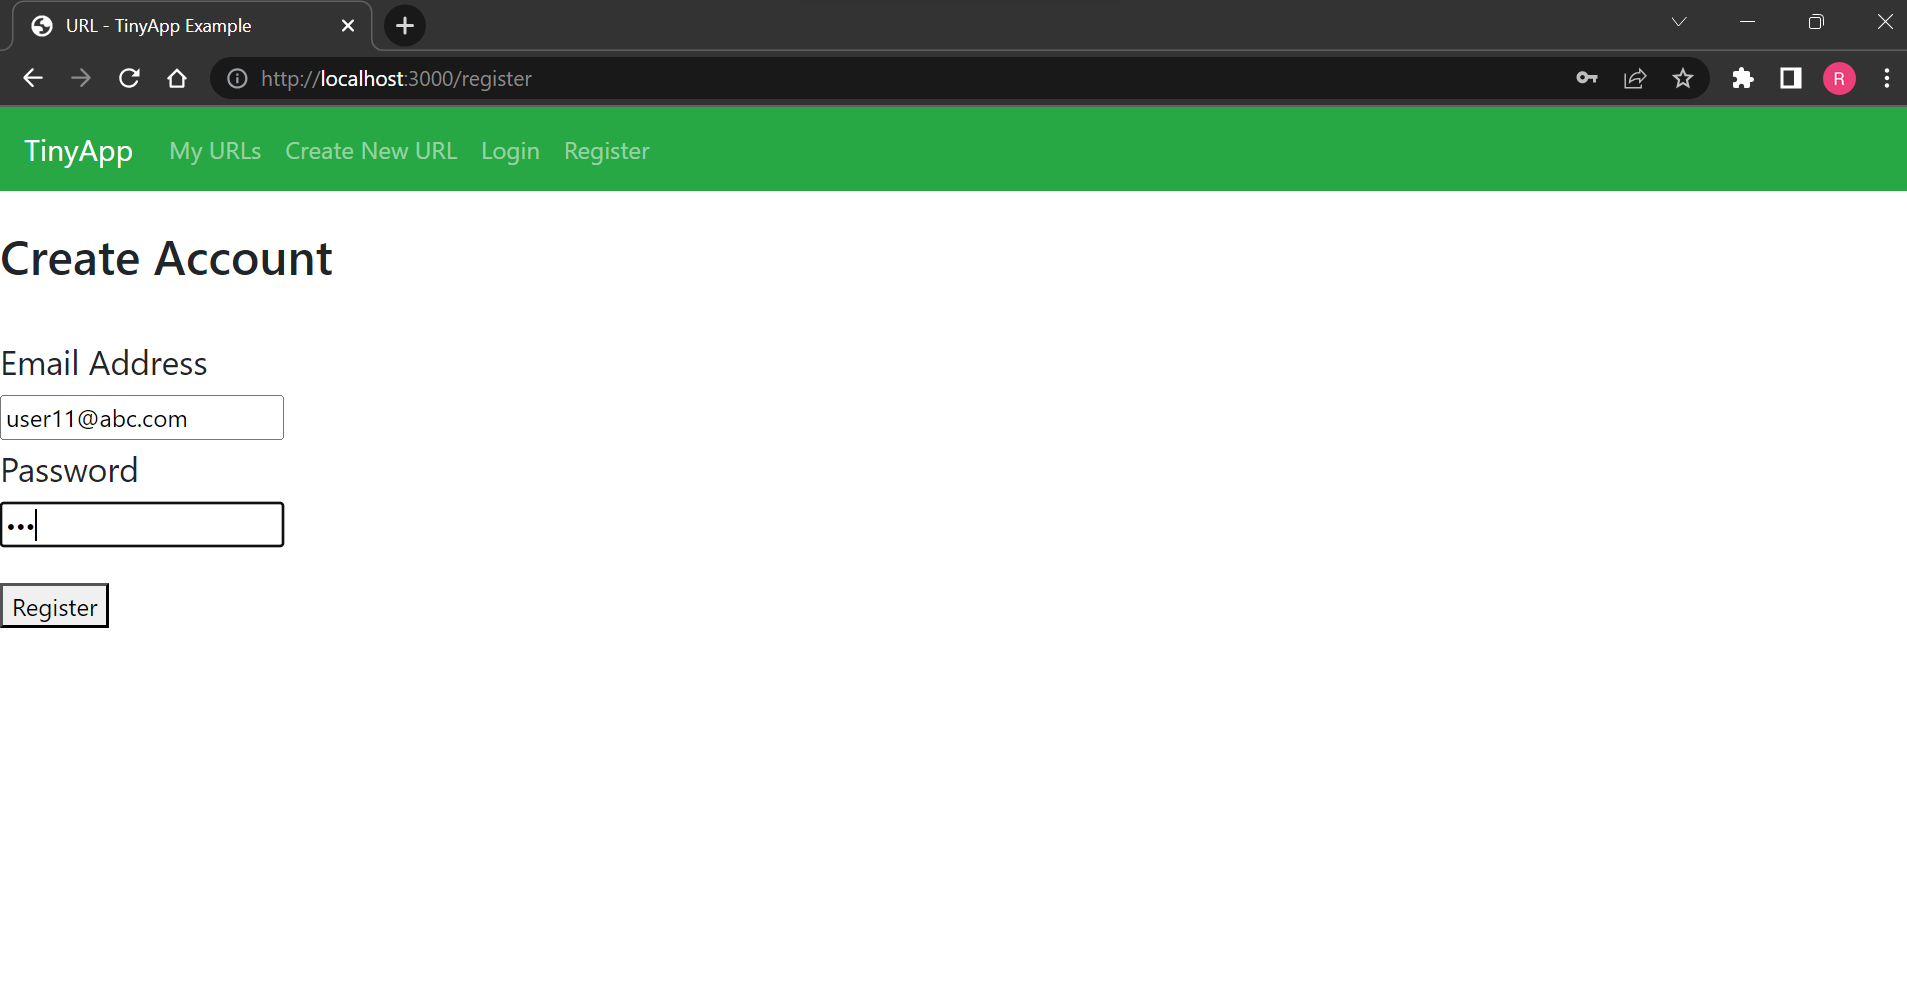 URL - TinyApp Example
http://localhost:3000/register
R
TinyApp My URLs Create New URL Login Register
Create Account
Email Address
user11@abc.com
Password
•••
Register